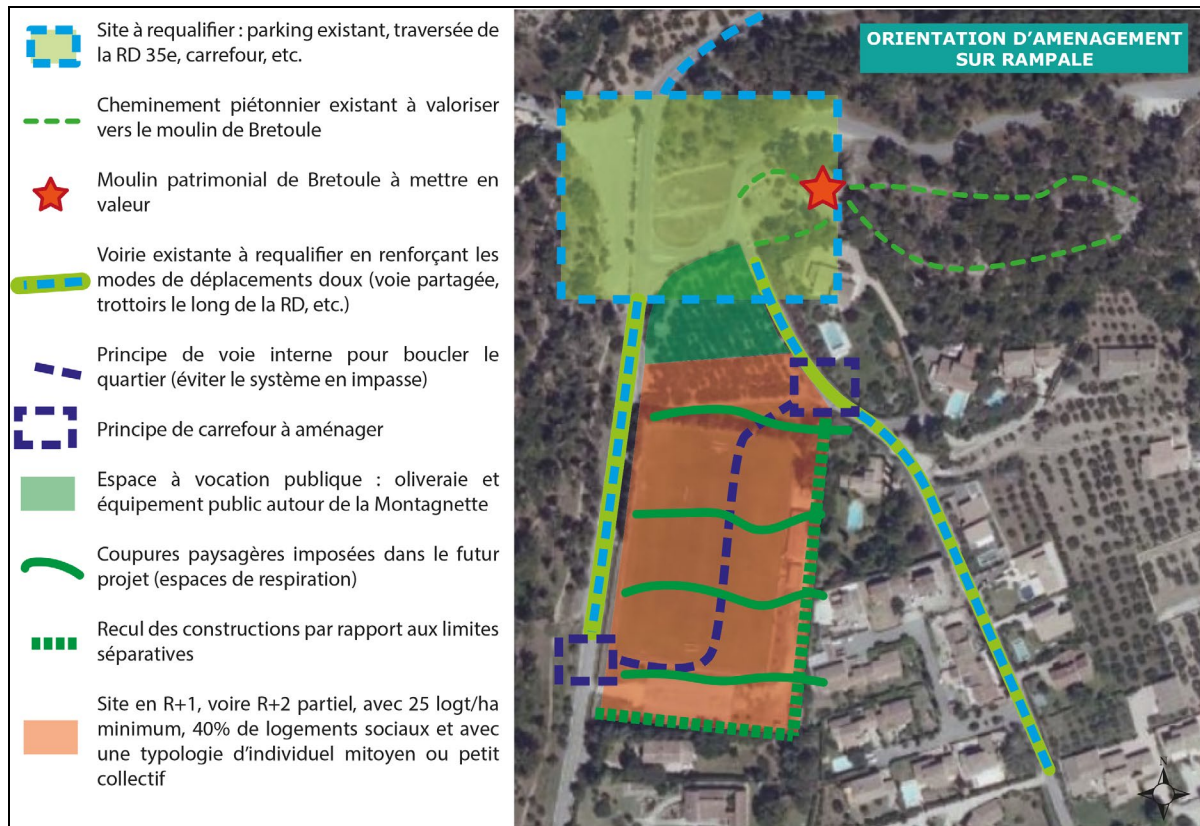 Site à requalifier : parking existant, traversée de
la RD 35e, carrefour, etc.
Cheminement piétonnier existant à valoriser
vers le moulin de Bretoule
Moulin patrimonial de Bretoule à mettre en
valeur
Voirie existante à requalifier en renforçant les
modes de déplacements doux (voie partagée,
trottoirs le long de la RD, etc.)
Principe de voie interne pour boucler le
quartier (éviter le système en impasse)
Principe de carrefour à aménager
Espace à vocation publique : oliveraie et
équipement public autour de la Montagnette
Coupures paysagères imposées dans le futur
projet (espaces de respiration)
Recul des constructions par rapport aux limites
séparatives
Site en R+1, voire R+2 partiel, avec 25 logt/ha
minimum, 40% de logements sociaux et avec
une typologie d'individuel mitoyen ou petit
collectif
ORIENTATION D'AMENAGEMENT
SUR RAMPALE
N